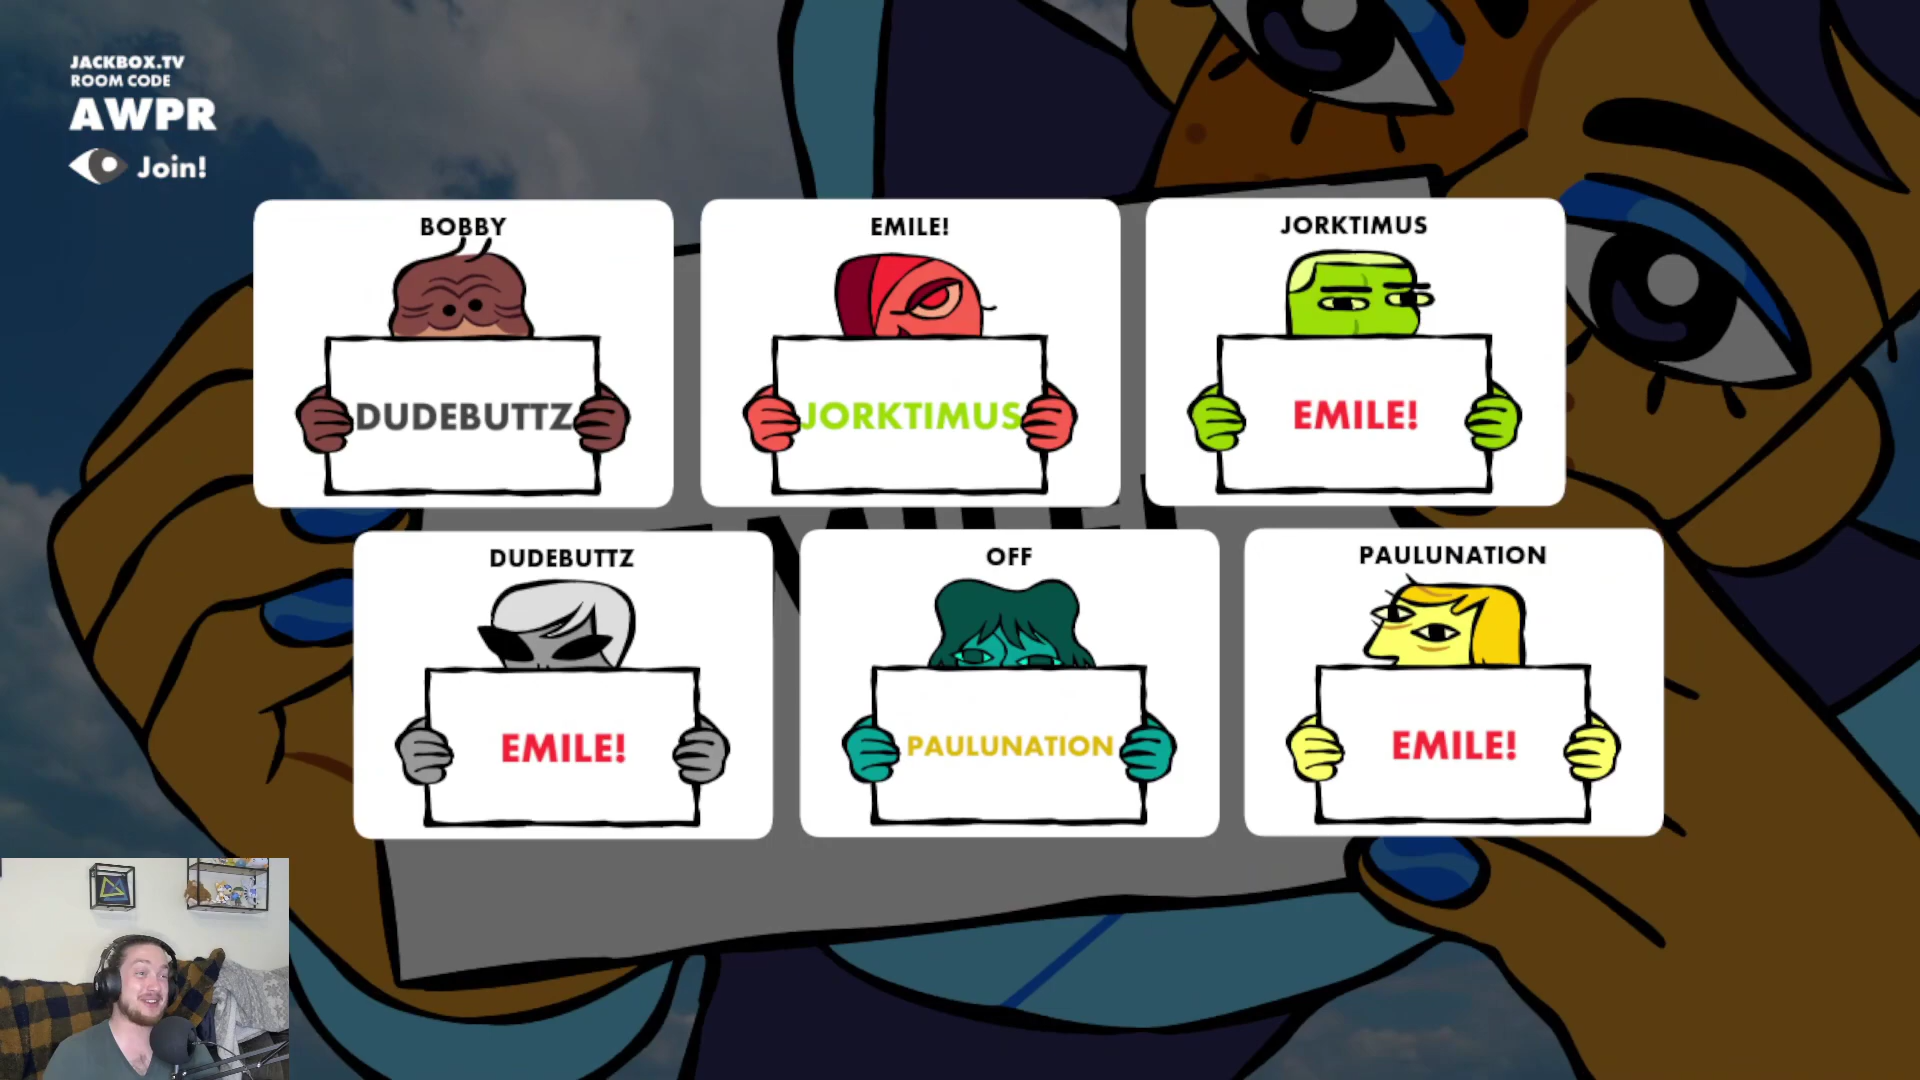 JACKBOX.TV
ROOM CODE
AWPR
Join!
BOBBY
DUDEBUTTZ
EMILE!
JORKTIMUS
JORKTIMUS
EMILE!
DUDEBUTTZ
EMILE!
OFF
PAULUNATION
PAULUNATION
EMILE!